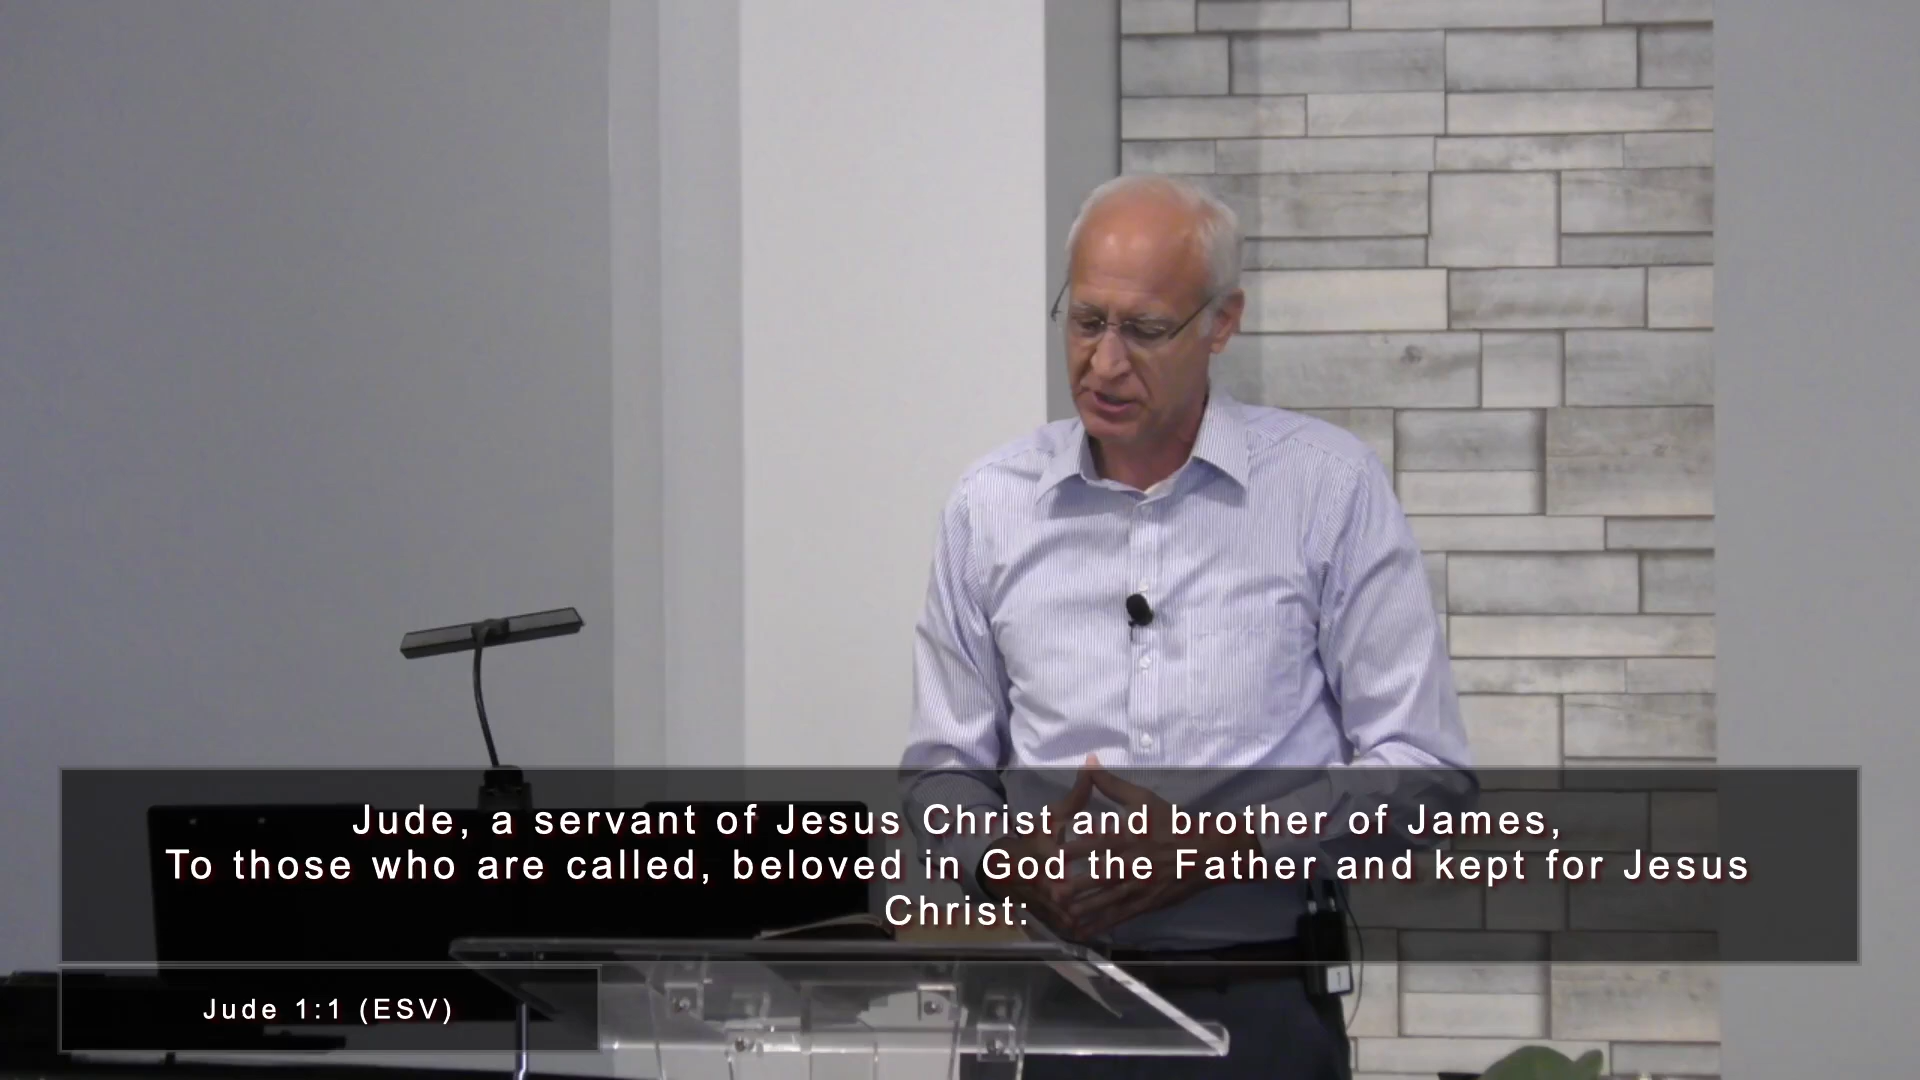 Jude, a servant of Jesus Christ and brother of James,
To those who are called, beloved in God the Father and kept for Jesus
Christ:
Jude 1:1 (ESV)